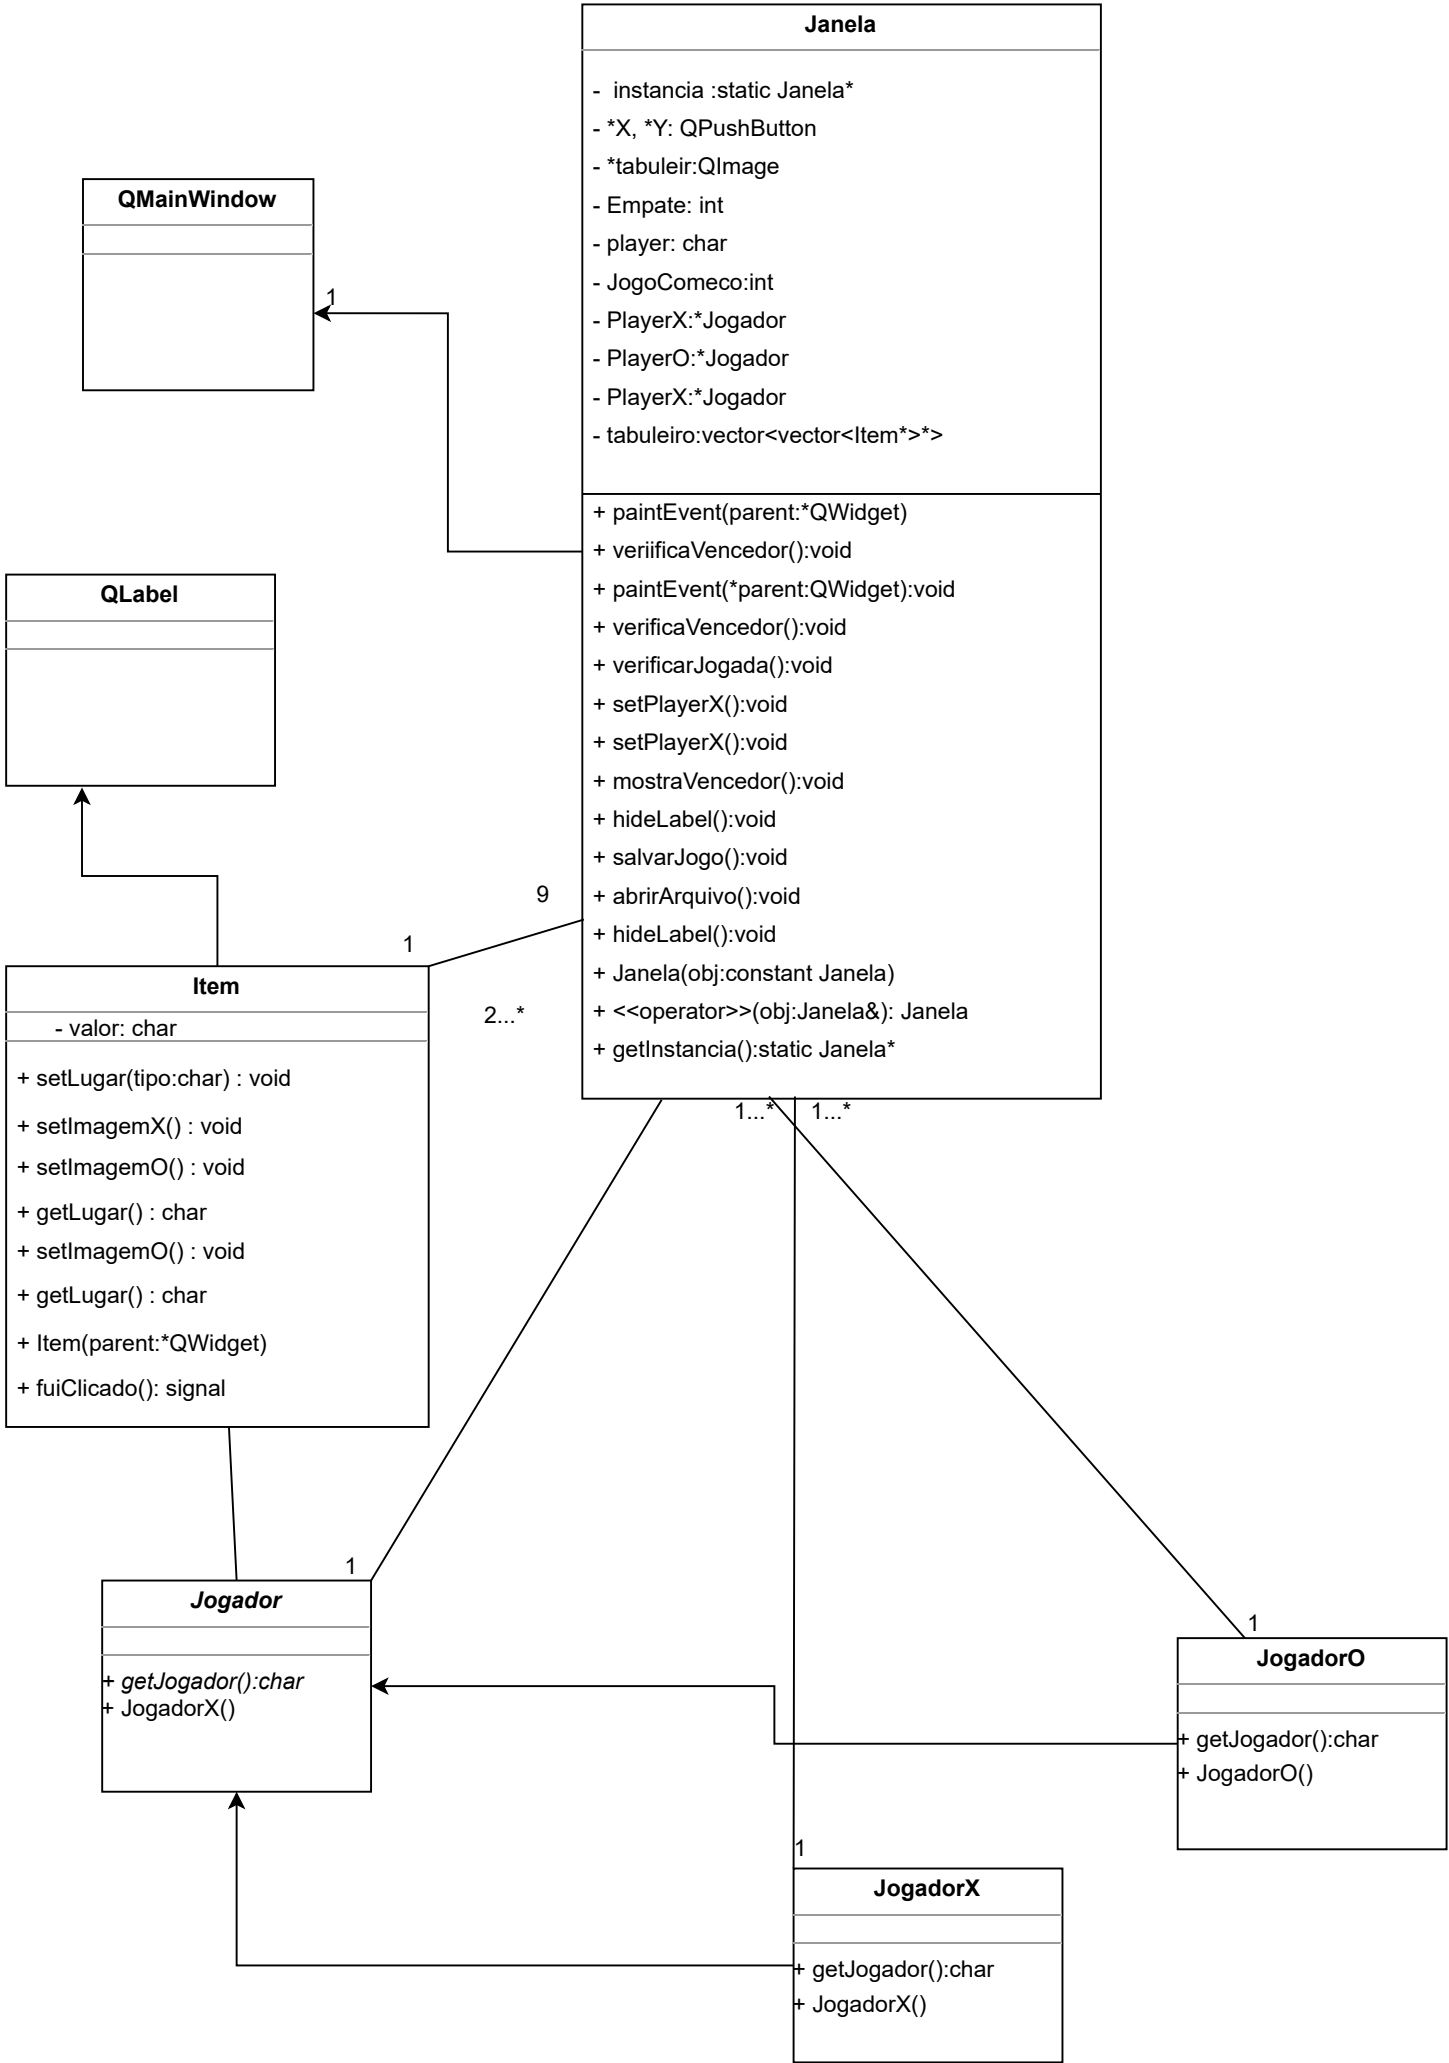 Janela
-  instancia :static Janela*
- *X, *Y: QPushButton
- *tabuleir:QImage
- Empate: int
- player: char
- JogoComeco:int
- PlayerX:*Jogador
- PlayerO:*Jogador
- PlayerX:*Jogador
- tabuleiro:vector<vector<Item*>*>
+ paintEvent(parent:*QWidget)
+ veriificaVencedor():void
+ paintEvent(*parent:QWidget):void
+ verificaVencedor():void
+ verificarJogada():void
+ setPlayerX():void
+ setPlayerX():void
+ mostraVencedor():void
+ hideLabel():void
+ salvarJogo():void
+ abrirArquivo():void
+ hideLabel():void
+ Janela(obj:constant Janela)
+ <<operator>>(obj:Janela&): Janela
+ getInstancia():static Janela*
QMainWindow
1
QLabel
9
1
2...*
Item
- valor: char
+ setLugar(tipo:char) : void
+ setImagemX() : void
+ setImagemO() : void
+ getLugar() : char
+ setImagemO() : void
+ getLugar() : char
+ Item(parent:*QWidget)
+ fuiClicado(): signal
1...*
1...*
1
Jogador
+ getJogador():char
+ JogadorX()
1
JogadorO
+ getJogador():char
+ JogadorO()
1
JogadorX
+ getJogador():char
+ JogadorX()